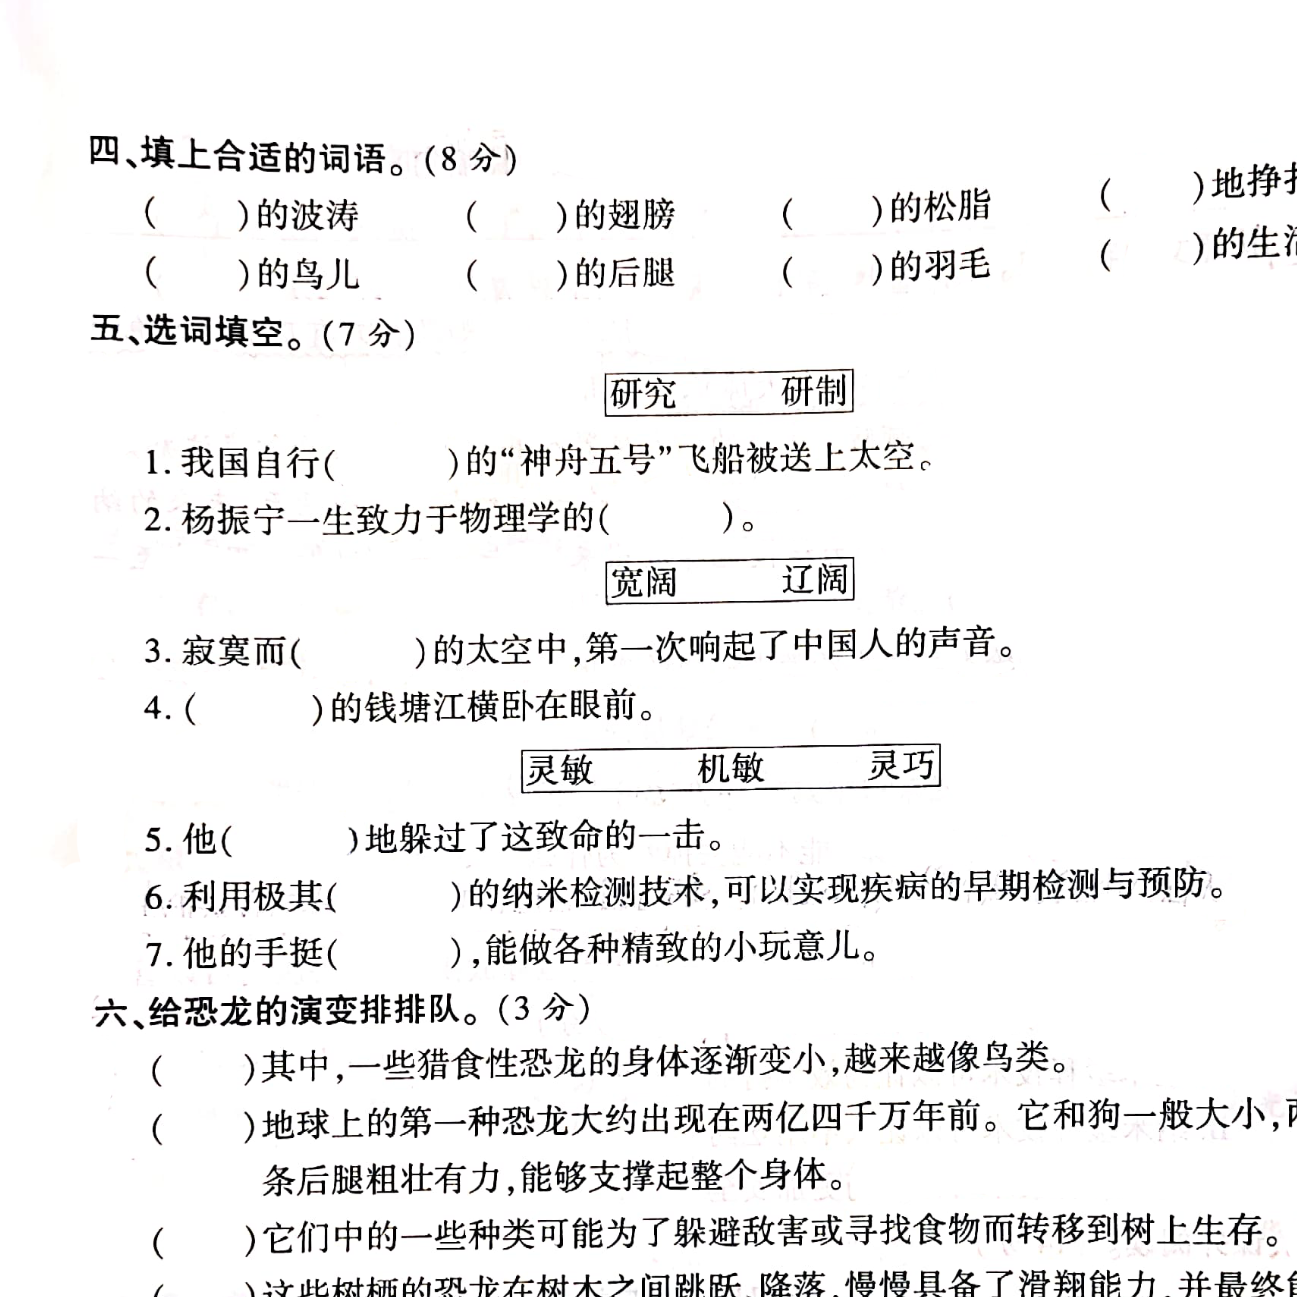 四、填上合适的词语。(8 分)
(　　)的波涛　　(　　)的翅膀　　(　　)的松脂　　(　　)地挣
(　　)的鸟儿　　(　　)的后腿　　(　　)的羽毛　　(　　)的生
五、选词填空。(7 分)
研究　　研制
1. 我国自行(　　)的“神舟五号”飞船被送上太空。
2. 杨振宁一生致力于物理学的(　　)。
宽阔　　辽阔
3. 寂寞而(　　)的太空中,第一次响起了中国人的声音。
4. (　　)的钱塘江横卧在眼前。
灵敏　　机敏　　灵巧
5. 他(　　)地躲过了这致命的一击。
6. 利用极其(　　)的纳米检测技术,可以实现疾病的早期检测与预防。
7. 他的手挺(　　),能做各种精致的小玩意儿。
六、给恐龙的演变排排队。(3 分)
(　　)其中,一些猎食性恐龙的身体逐渐变小,越来越像鸟类。
(　　)地球上的第一种恐龙大约出现在两亿四千万年前。它和狗一般大小,
条后腿粗壮有力,能够支撑起整个身体。
(　　)它们中的一些种类可能为了躲避敌害或寻找食物而转移到树上生存。
(　　)这些树栖的恐龙在树木之间跳跃、降落,慢慢具备了滑翔能力,并最终